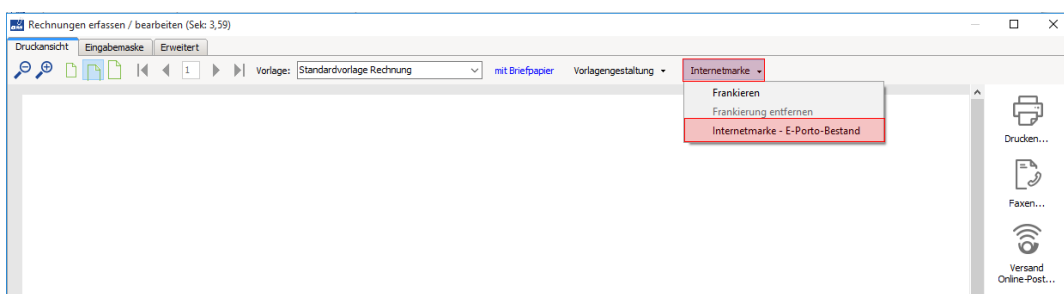 Rechnungen erfassen / bearbeiten (Sek: 3,59)
Druckansicht Eingabemaske Erweitert
1 Vorlage: Standardvorlage Rechnung mit Briefpapier Vorlagengestaltung Internetmarke
Frankieren
Frankierung entfernen
Internetmarke - E-Porto-Bestand
Drucken...
Faxen...
Versand
Online-Post...